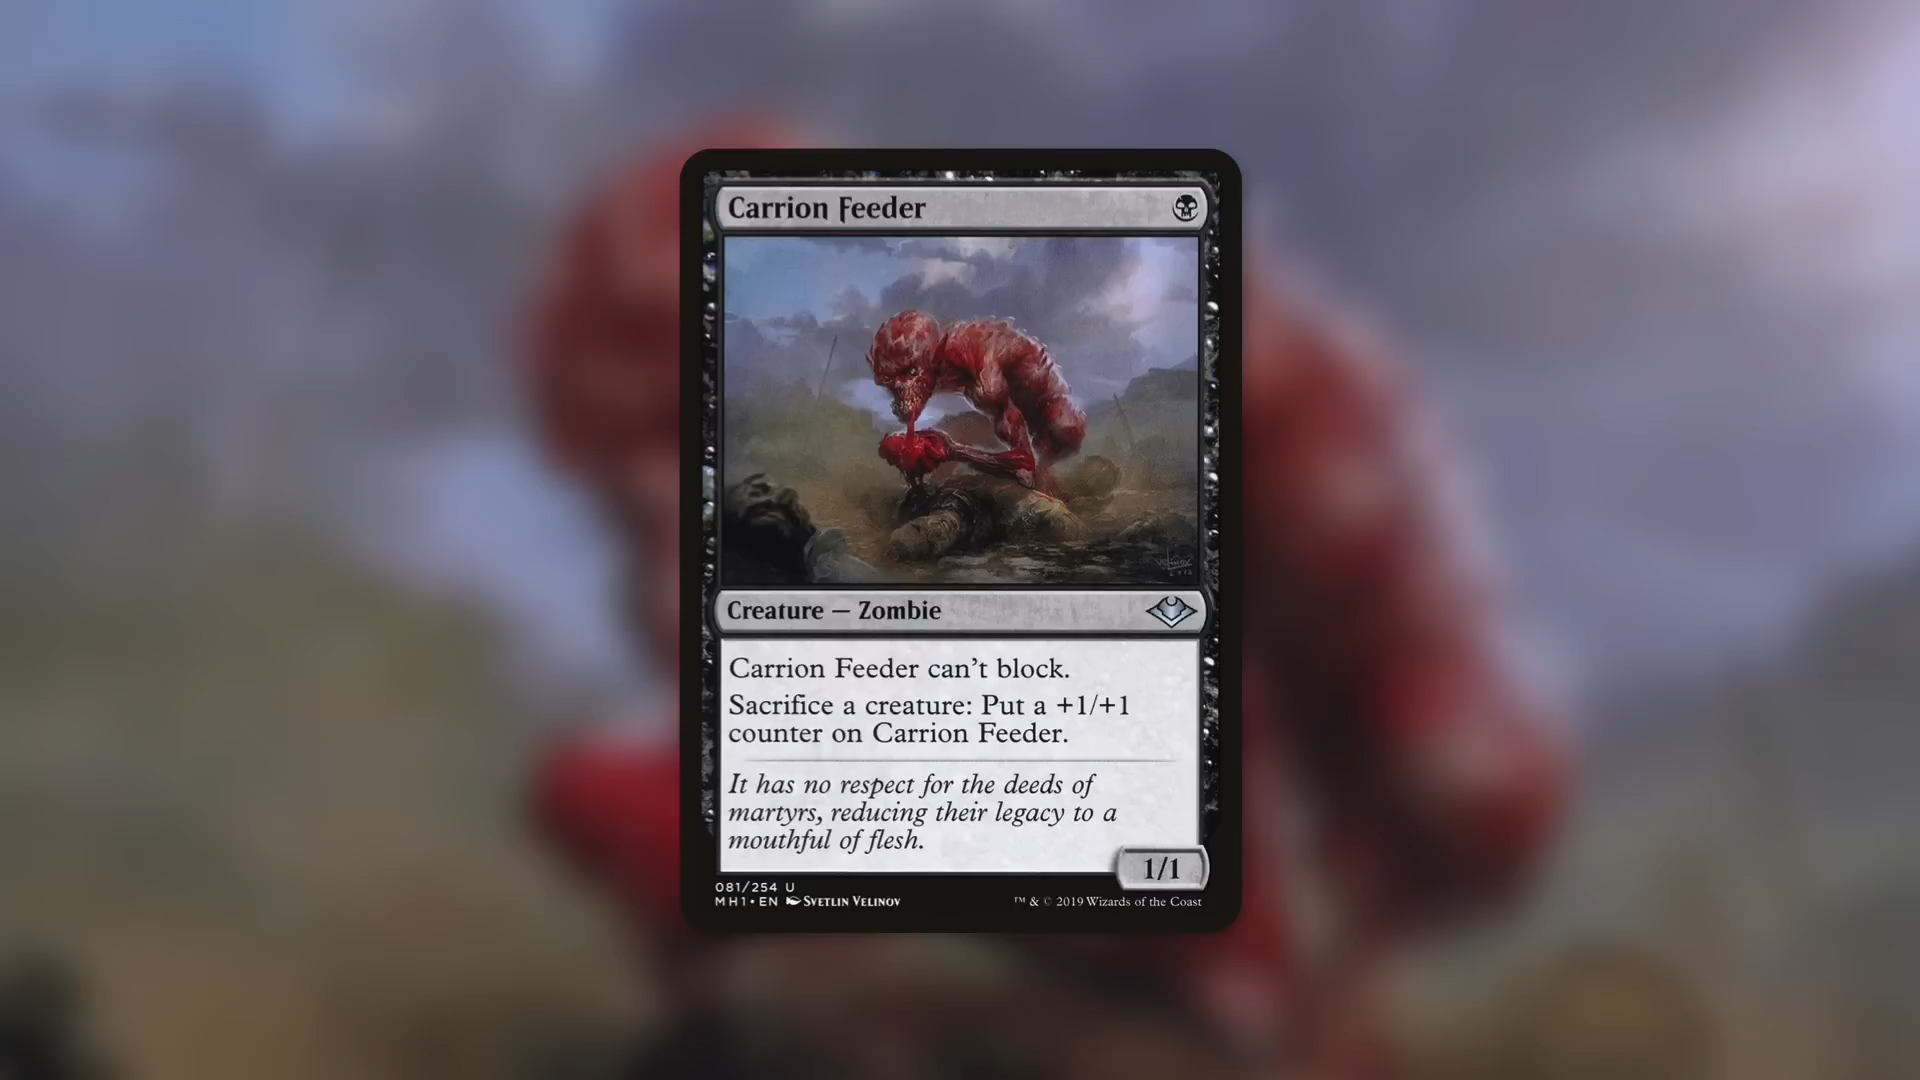 Carrion Feeder
Creature — Zombie
Carrion Feeder can't block.
Sacrifice a creature: Put a +1/+1
counter on Carrion Feeder.
It has no respect for the deeds of
martyrs, reducing their legacy to a
mouthful of flesh.
1/1
081/254 U
MH1•EN Svetlin Velinov
™ & © 2019 Wizards of the Coast